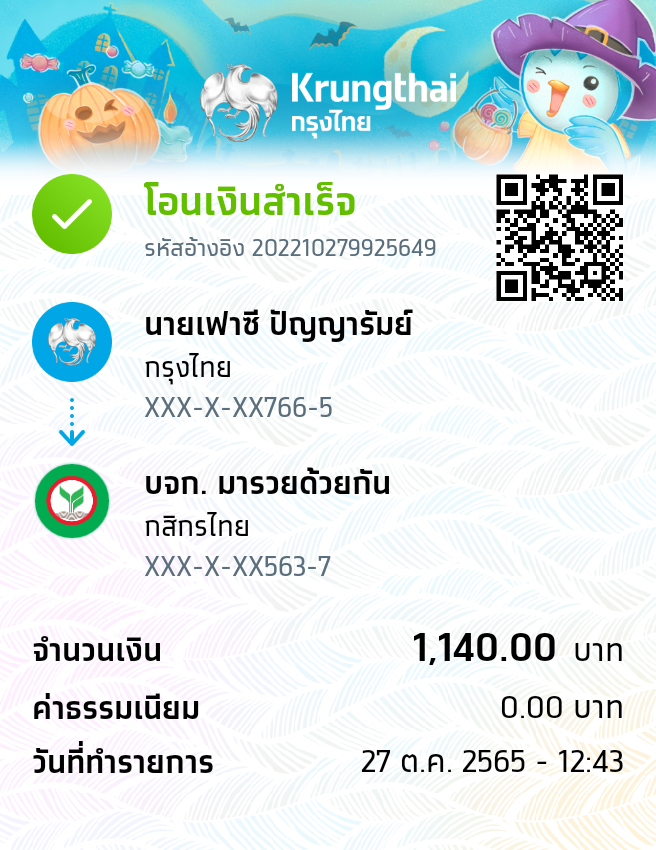 Krungthai
กรุงไทย
โอนเงินสำเร็จ
รหัสอ้างอิง 202210279925649
นายเฟาซี ปัญญารัมย์
กรุงไทย
XXX-X-XX766-5
บจก. มารวยด้วยกัน
กสิกรไทย
XXX-X-XX563-7
จำนวนเงิน 1,140.00 บาท
ค่าธรรมเนียม 0.00 บาท
วันที่ทำรายการ 27 ต.ค. 2565 - 12:43